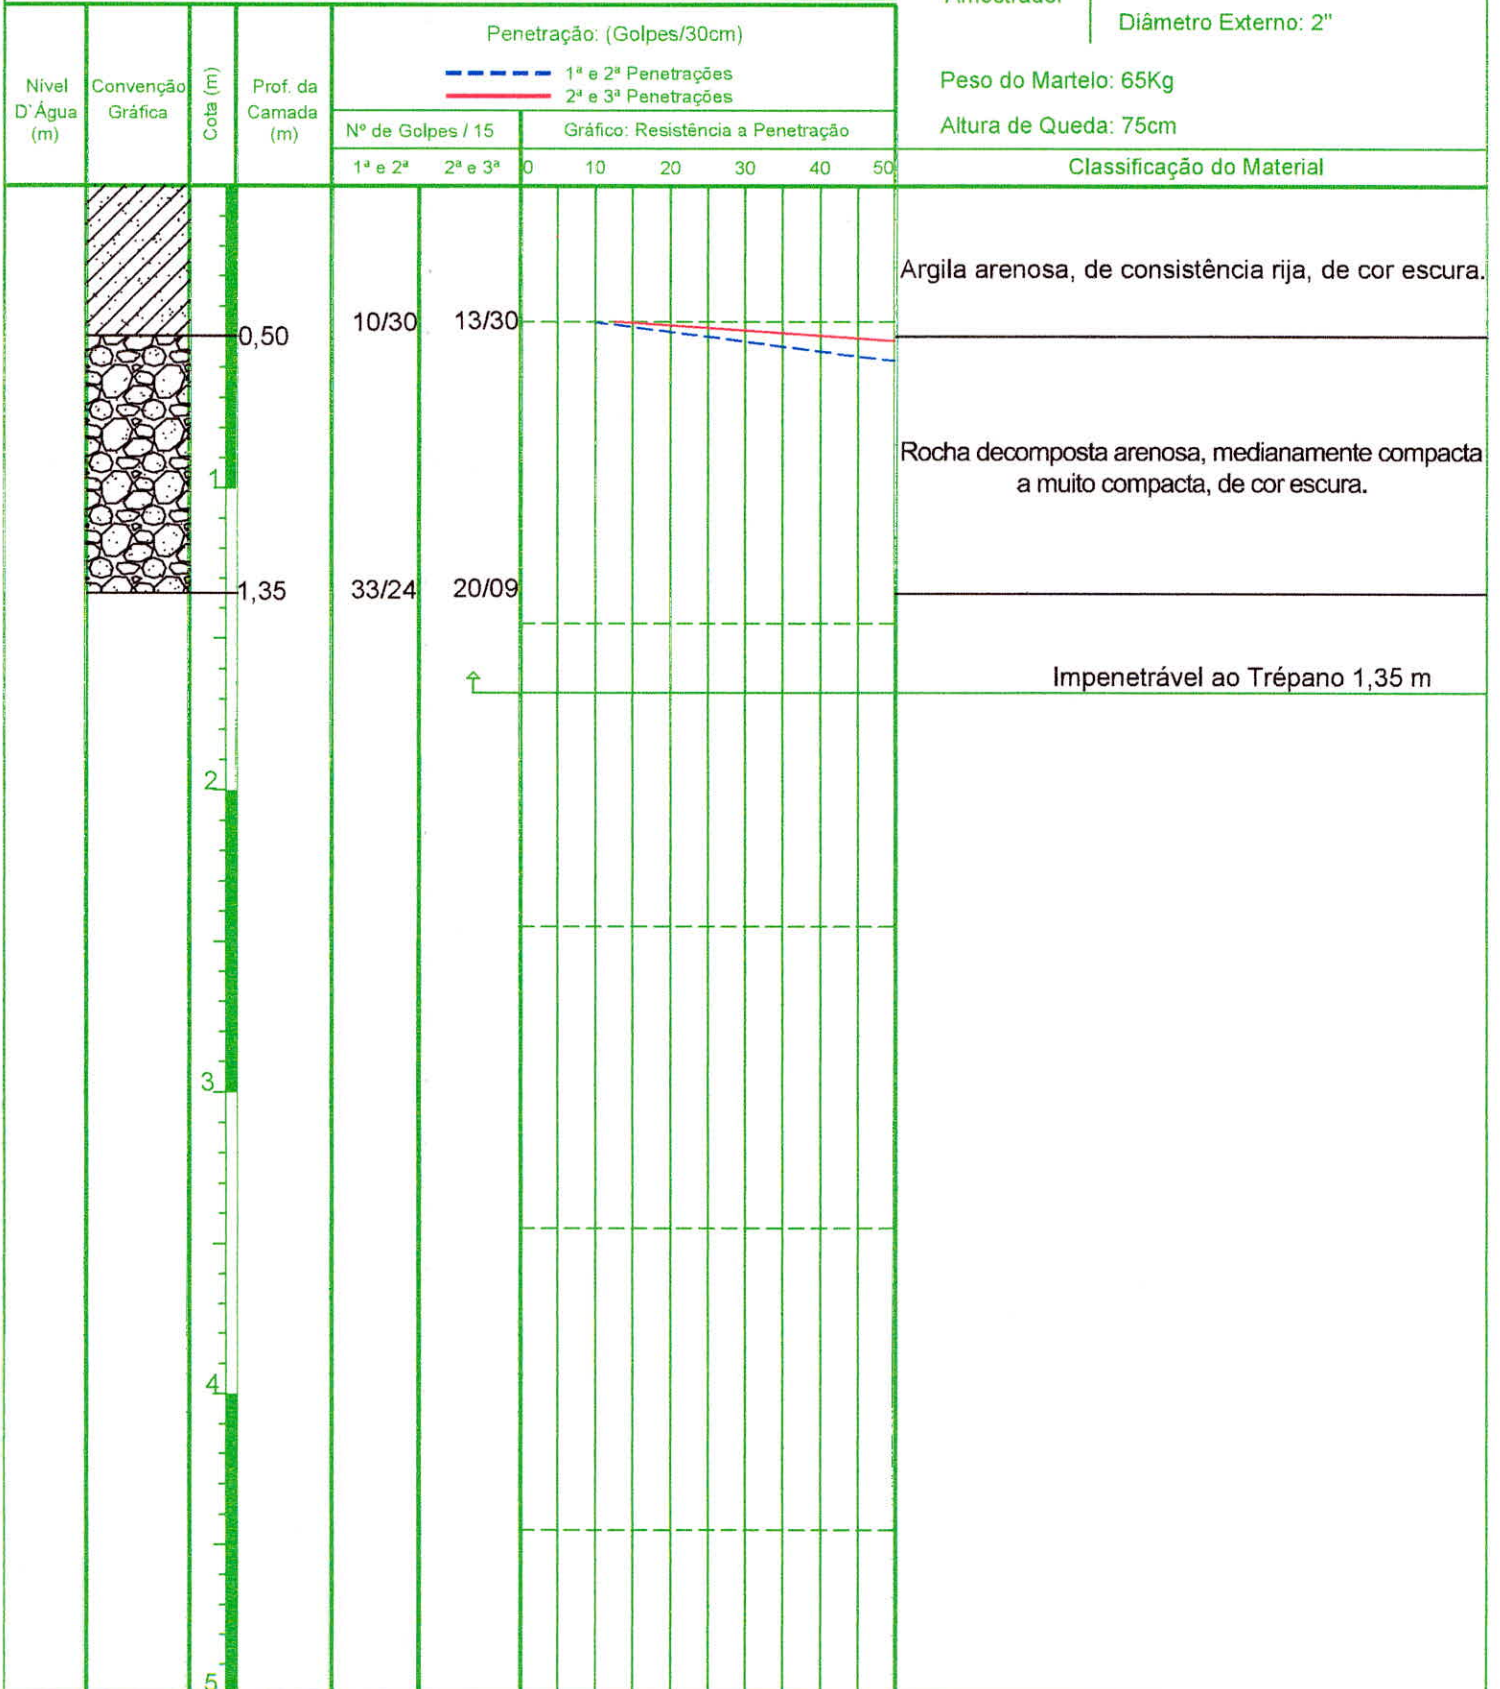 Diâmetro Externo: 2"
Penetração: (Golpes/30cm)
1ª e 2ª Penetrações
2ª e 3ª Penetrações
Peso do Martelo: 65Kg
Altura de Queda: 75cm
Nível
D`Água
(m)
Convenção
Gráfica
Cota (m)
Prof. da
Camada
(m)
Nº de Golpes / 15
Gráfico: Resistência a Penetração
1ª e 2ª
2ª e 3ª
0 10 20 30 40 50
Classificação do Material
Argila arenosa, de consistência rija, de cor escura.
10/30 13/30
0,50
Rocha decomposta arenosa, medianamente compacta
a muito compacta, de cor escura.
1
1,35
33/24 20/09
Impenetrável ao Trépano 1,35 m
2
3
4
5